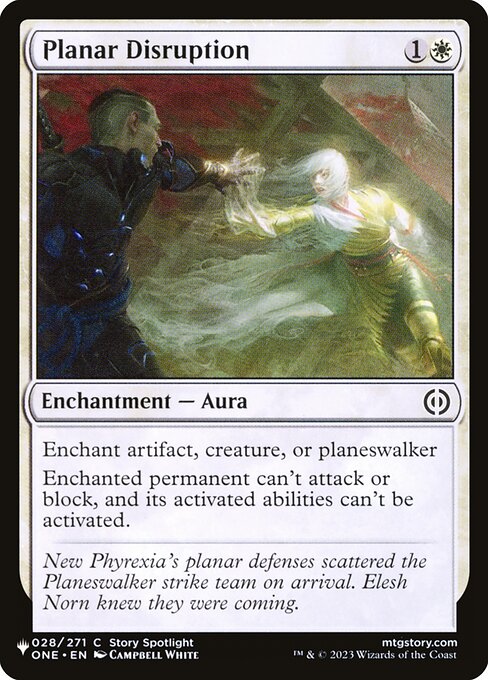 Planar Disruption 1
Enchantment — Aura
Enchant artifact, creature, or planeswalker
Enchanted permanent can't attack or
block, and its activated abilities can't be
activated.
New Phyrexia's planar defenses scattered the
Planeswalker strike team on arrival. Elesh
Norn knew they were coming.
028/271 C Story Spotlight mtgstory.com
ONE • EN CAMPBELL WHITE ™ & © 2023 Wizards of the Coast